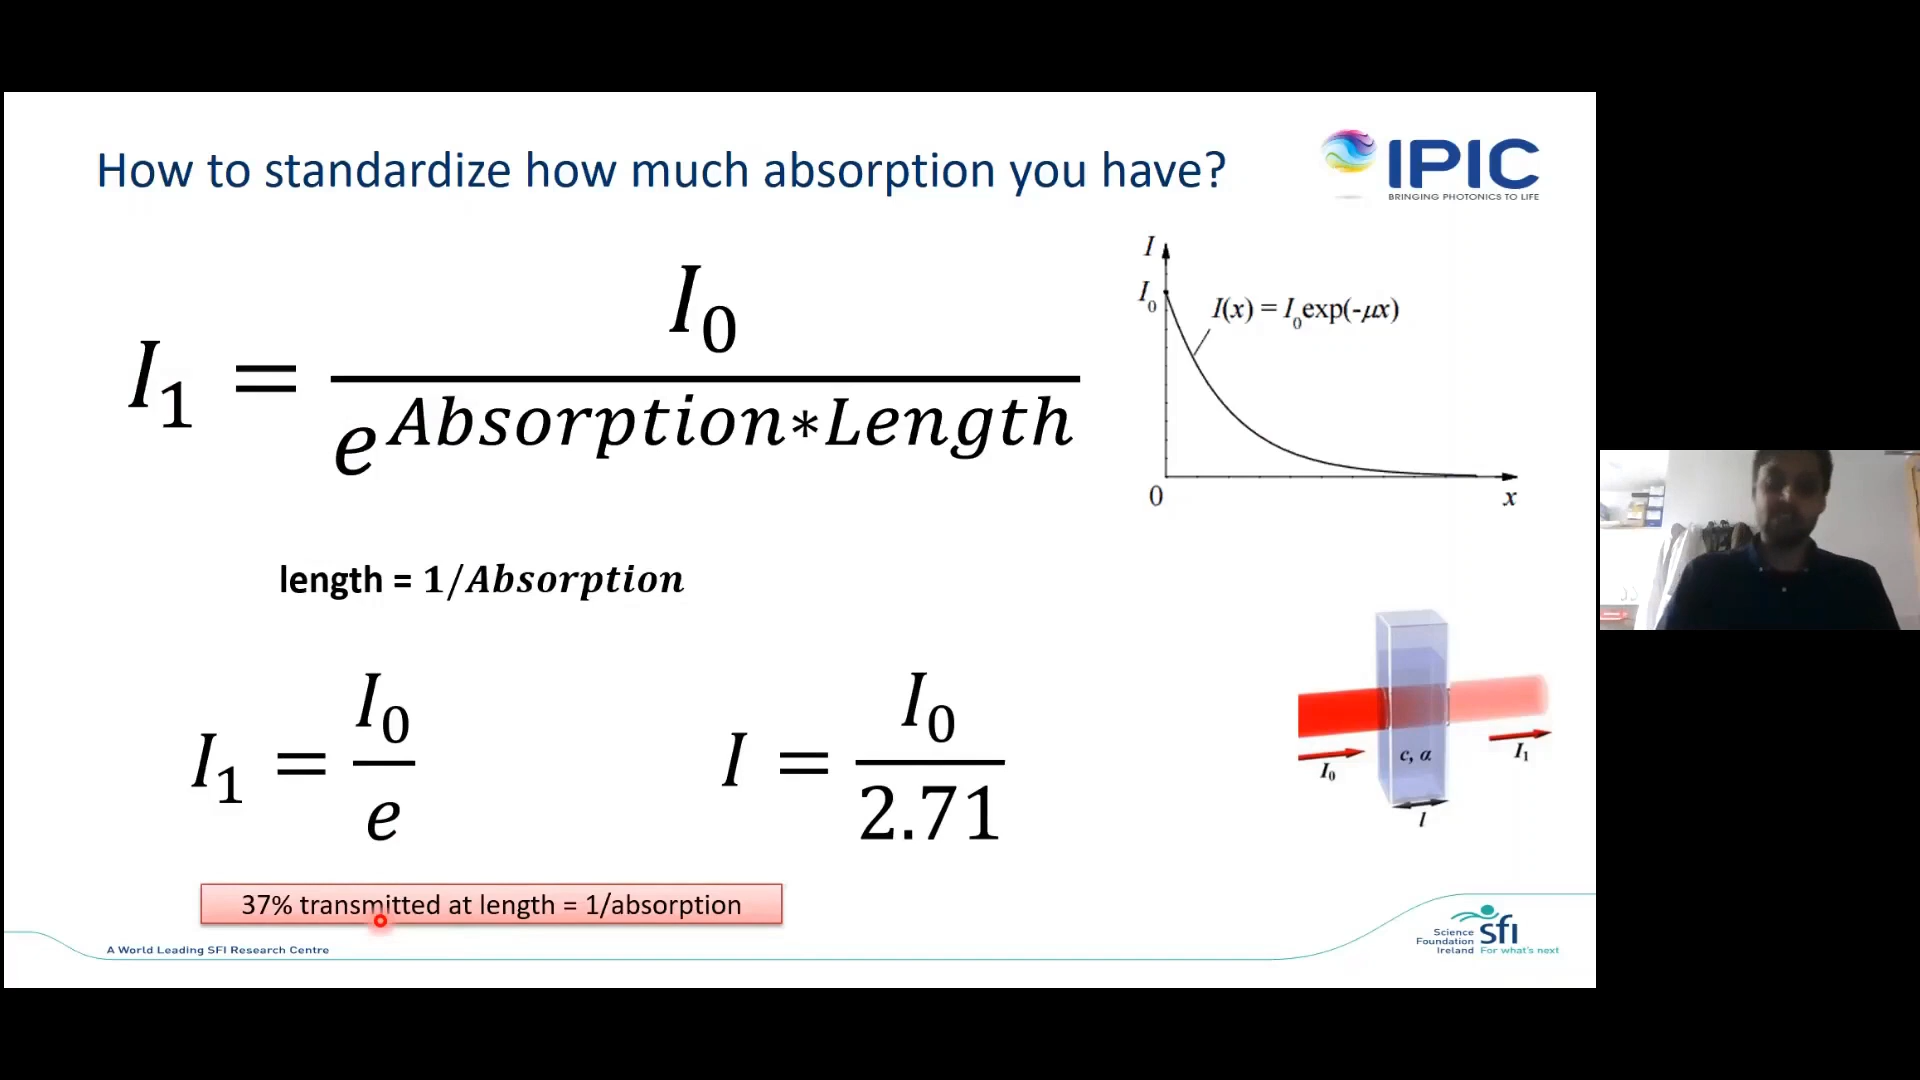 How to standardize how much absorption you have?
IPIC
BRINGING PHOTONICS TO LIFE
I₁ = I₀ / e^(Absorption∗Length)
I
I₀
I(x) = I₀exp(-μx)
0
x
length = 1/Absorption
I₁ = I₀ / e
I = I₀ / 2.71
c, α
I₀
I₁
l
37% transmitted at length = 1/absorption
A World Leading SFI Research Centre
Science Foundation Ireland
sfi
For what's next